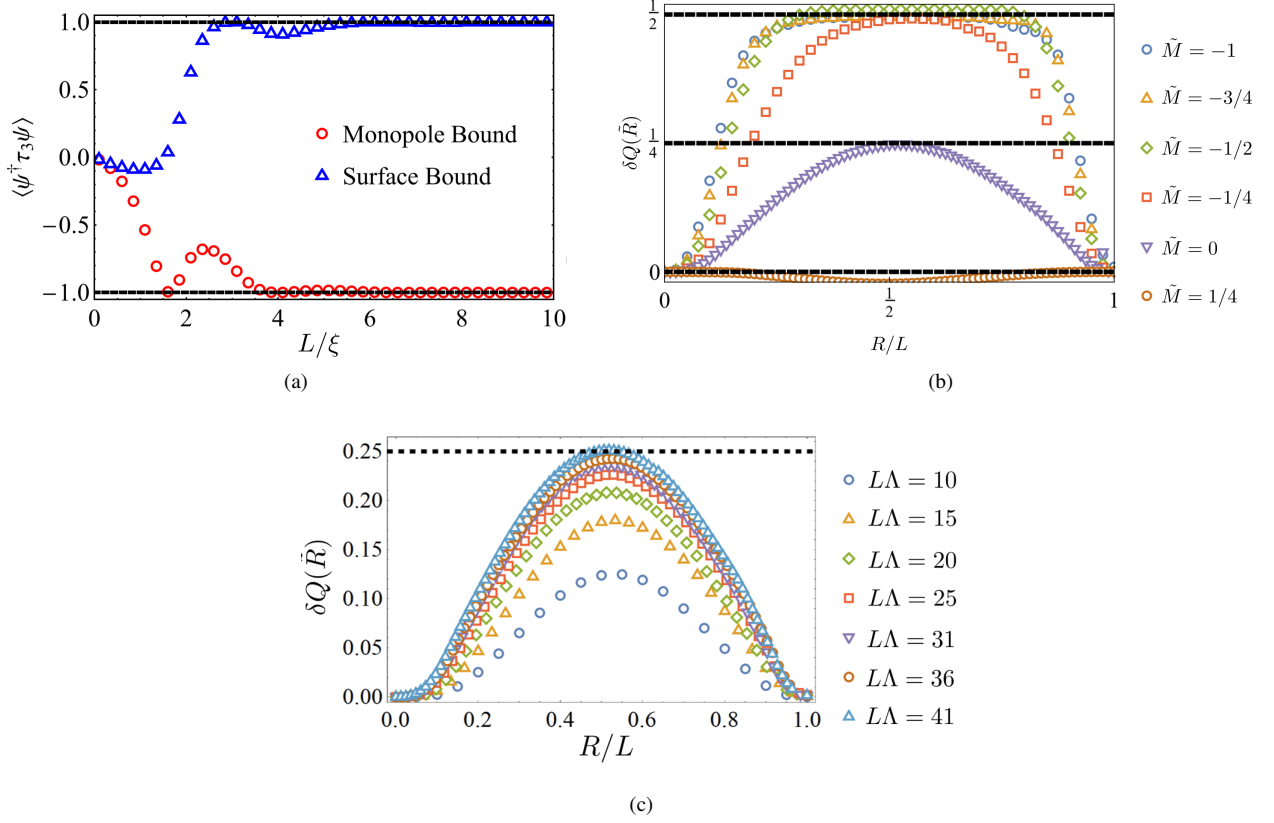 ⟨ψ†τ₃ψ⟩
1.0
0.5
0.0
−0.5
−1.0
0
2
4
6
8
10
L/ξ
Monopole Bound
Surface Bound
(a)
δQ(R̃)
1/2
1/4
0
0
1/2
1
R/L
M̃ = −1
M̃ = −3/4
M̃ = −1/2
M̃ = −1/4
M̃ = 0
M̃ = 1/4
(b)
δQ(R̃)
0.25
0.20
0.15
0.10
0.05
0.00
0.0
0.2
0.4
0.6
0.8
1.0
R/L
LΛ = 10
LΛ = 15
LΛ = 20
LΛ = 25
LΛ = 31
LΛ = 36
LΛ = 41
(c)